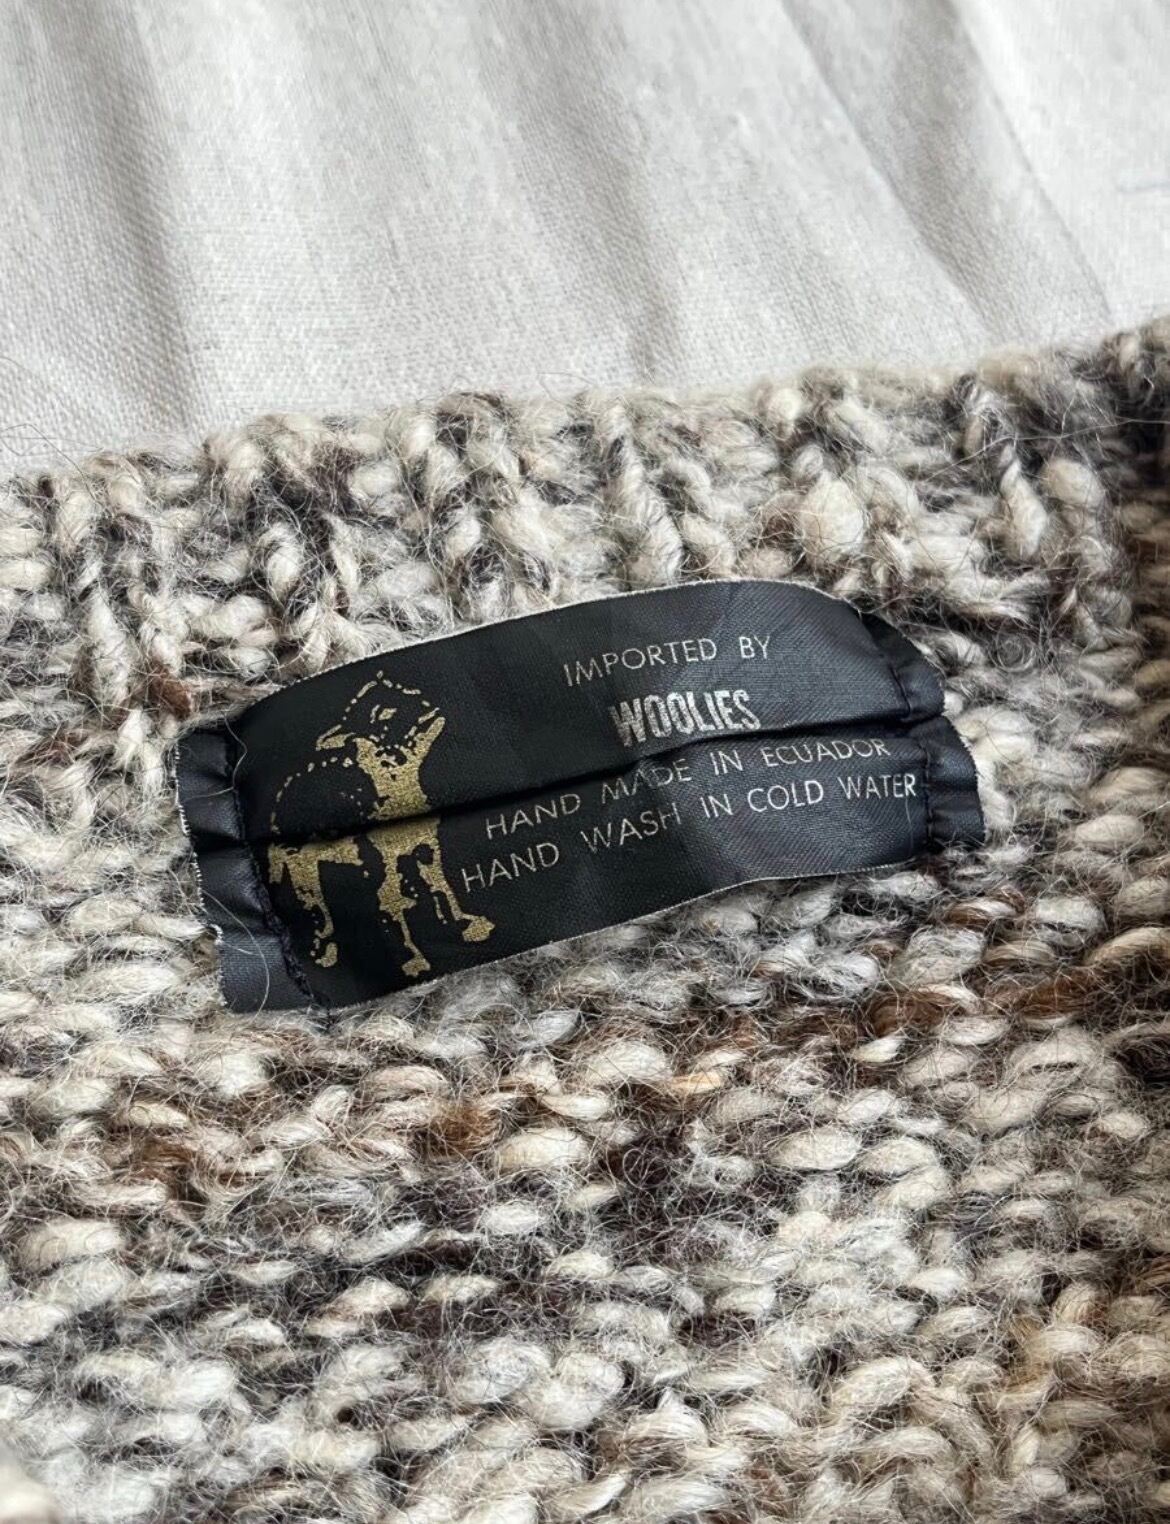 IMPORTED BY
WOOLIES
HAND MADE IN ECUADOR
HAND WASH IN COLD WATER